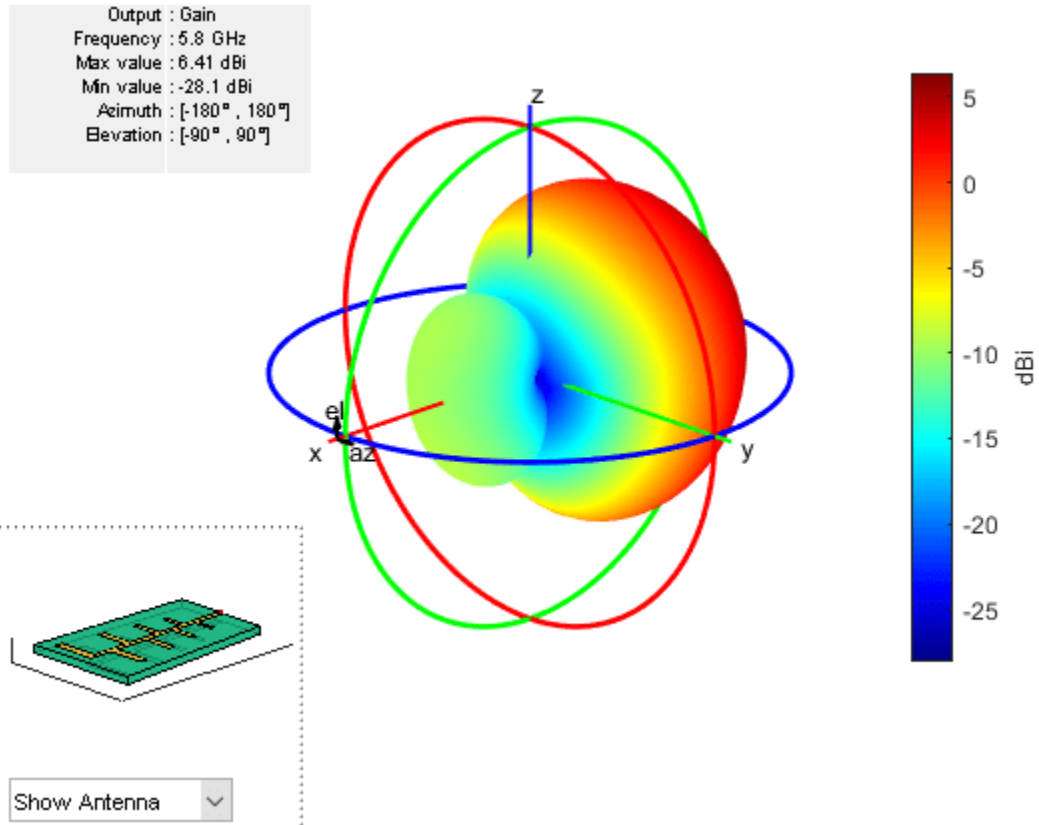 Output : Gain
Frequency : 5.8 GHz
Max value : 6.41 dBi
Min value : -28.1 dBi
Azimuth : [-180° , 180°]
Elevation : [-90° , 90°]
z
el
x
az
y
5
0
-5
-10
-15
-20
-25
dBi
Show Antenna